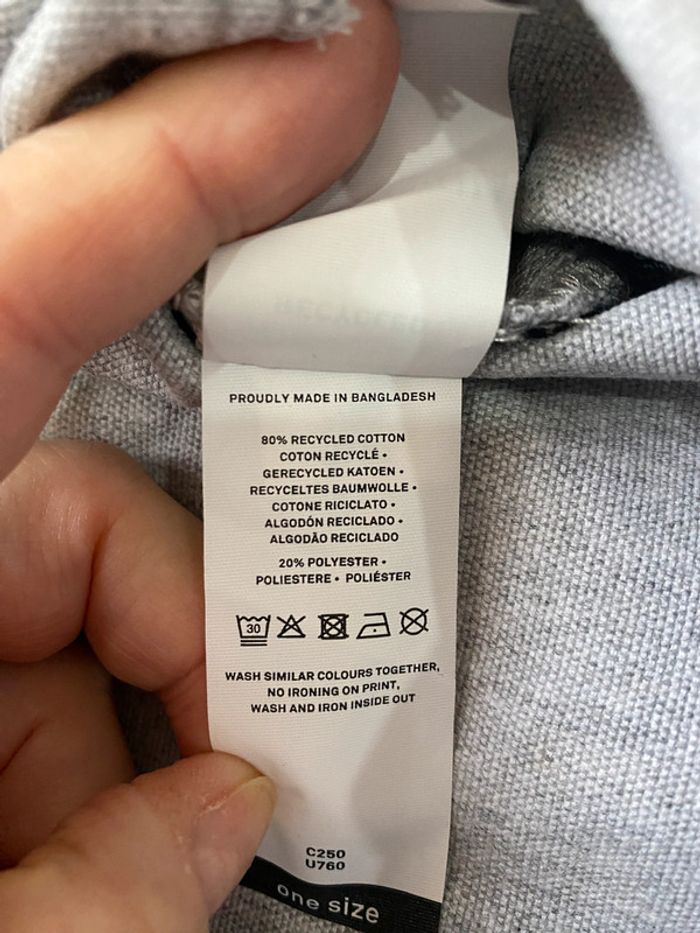 RECYCLED
PROUDLY MADE IN BANGLADESH
80% RECYCLED COTTON
COTON RECYCLÉ •
GERECYCLED KATOEN •
RECYCELTES BAUMWOLLE •
COTONE RICICLATO •
ALGODÓN RECICLADO •
ALGODÃO RECICLADO
20% POLYESTER •
POLIESTERE • POLIÉSTER
30
WASH SIMILAR COLOURS TOGETHER,
NO IRONING ON PRINT,
WASH AND IRON INSIDE OUT
C250
U760
one size